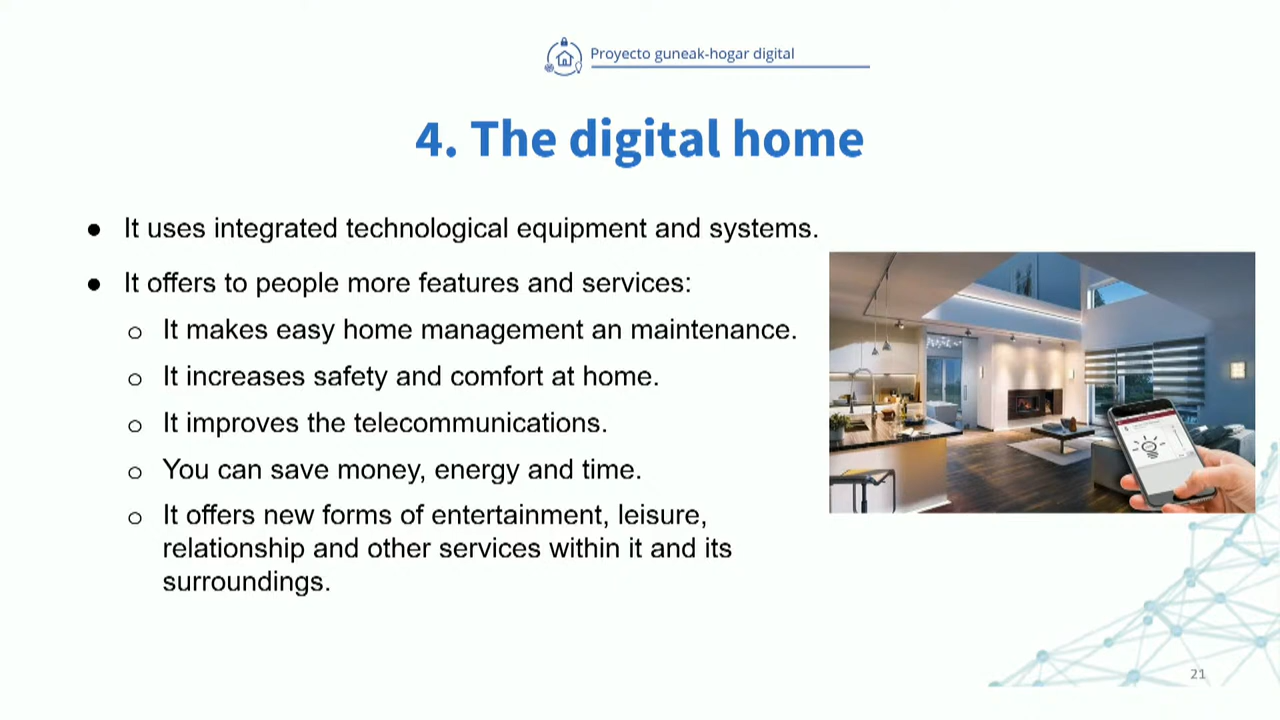 Proyecto guneak-hogar digital
4. The digital home
● It uses integrated technological equipment and systems.
● It offers to people more features and services:
o It makes easy home management an maintenance.
o It increases safety and comfort at home.
o It improves the telecommunications.
o You can save money, energy and time.
o It offers new forms of entertainment, leisure,
relationship and other services within it and its
surroundings.
21